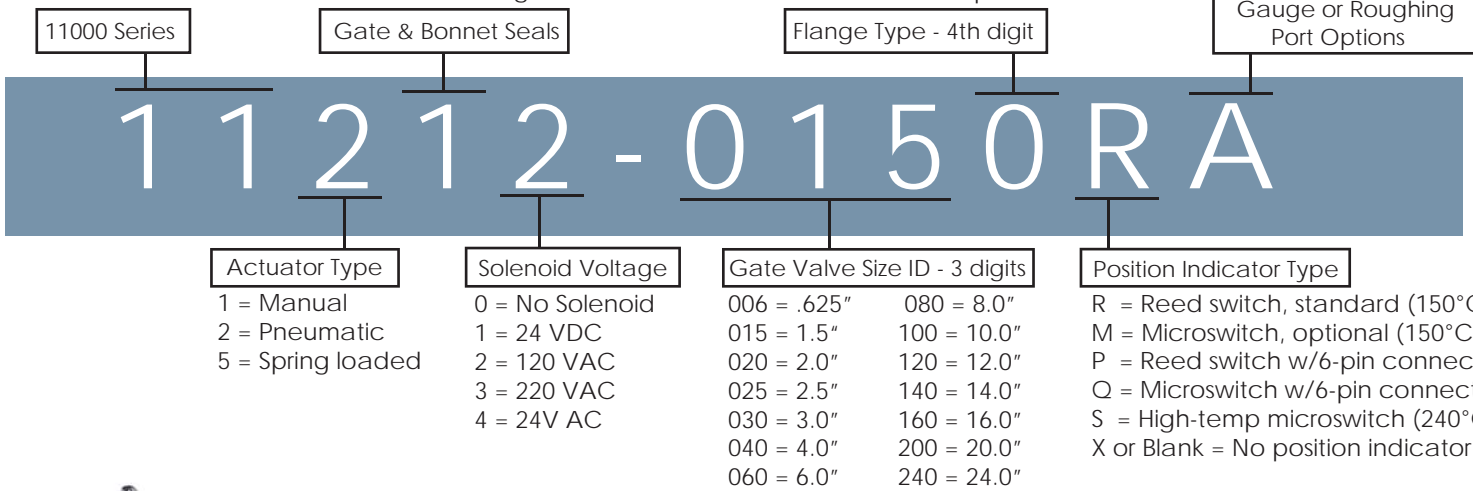 11000 Series
Gate & Bonnet Seals
Flange Type - 4th digit
Gauge or Roughing
Port Options
11212-0150RA
Actuator Type
1 = Manual
2 = Pneumatic
5 = Spring loaded
Solenoid Voltage
0 = No Solenoid
1 = 24 VDC
2 = 120 VAC
3 = 220 VAC
4 = 24V AC
Gate Valve Size ID - 3 digits
006 = .625″ 080 = 8.0″
015 = 1.5“ 100 = 10.0″
020 = 2.0″ 120 = 12.0″
025 = 2.5″ 140 = 14.0″
030 = 3.0″ 160 = 16.0″
040 = 4.0″ 200 = 20.0″
060 = 6.0″ 240 = 24.0″
Position Indicator Type
R = Reed switch, standard (150°C
M = Microswitch, optional (150°C
P = Reed switch w/6-pin connec
Q = Microswitch w/6-pin connec
S = High-temp microswitch (240°
X or Blank = No position indicator